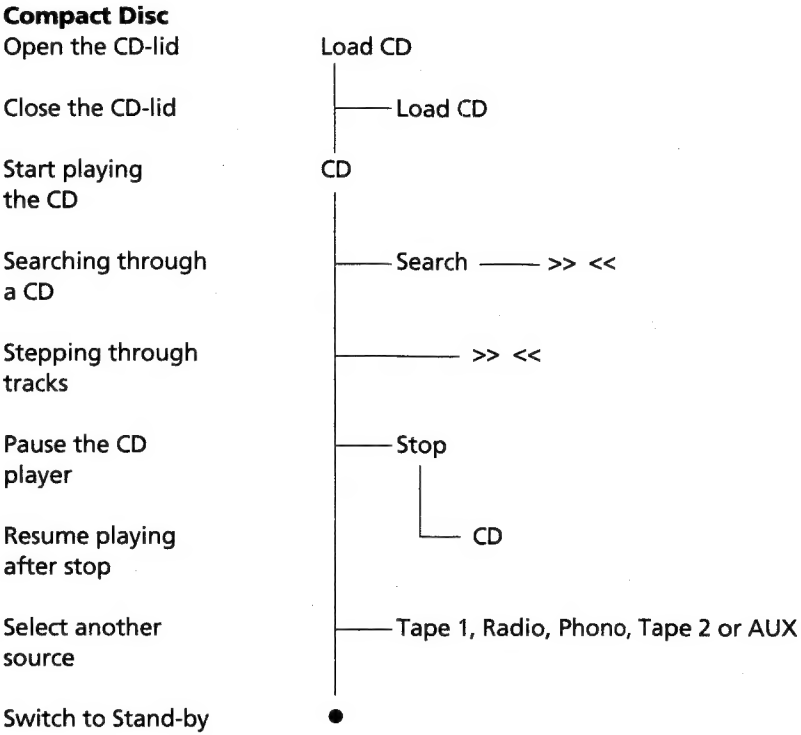 Compact Disc
Open the CD-lid Load CD
Close the CD-lid Load CD
Start playing CD
the CD
Searching through Search >> <<
a CD
Stepping through >> <<
tracks
Pause the CD Stop
player
Resume playing CD
after stop
Select another Tape 1, Radio, Phono, Tape 2 or AUX
source
Switch to Stand-by ●